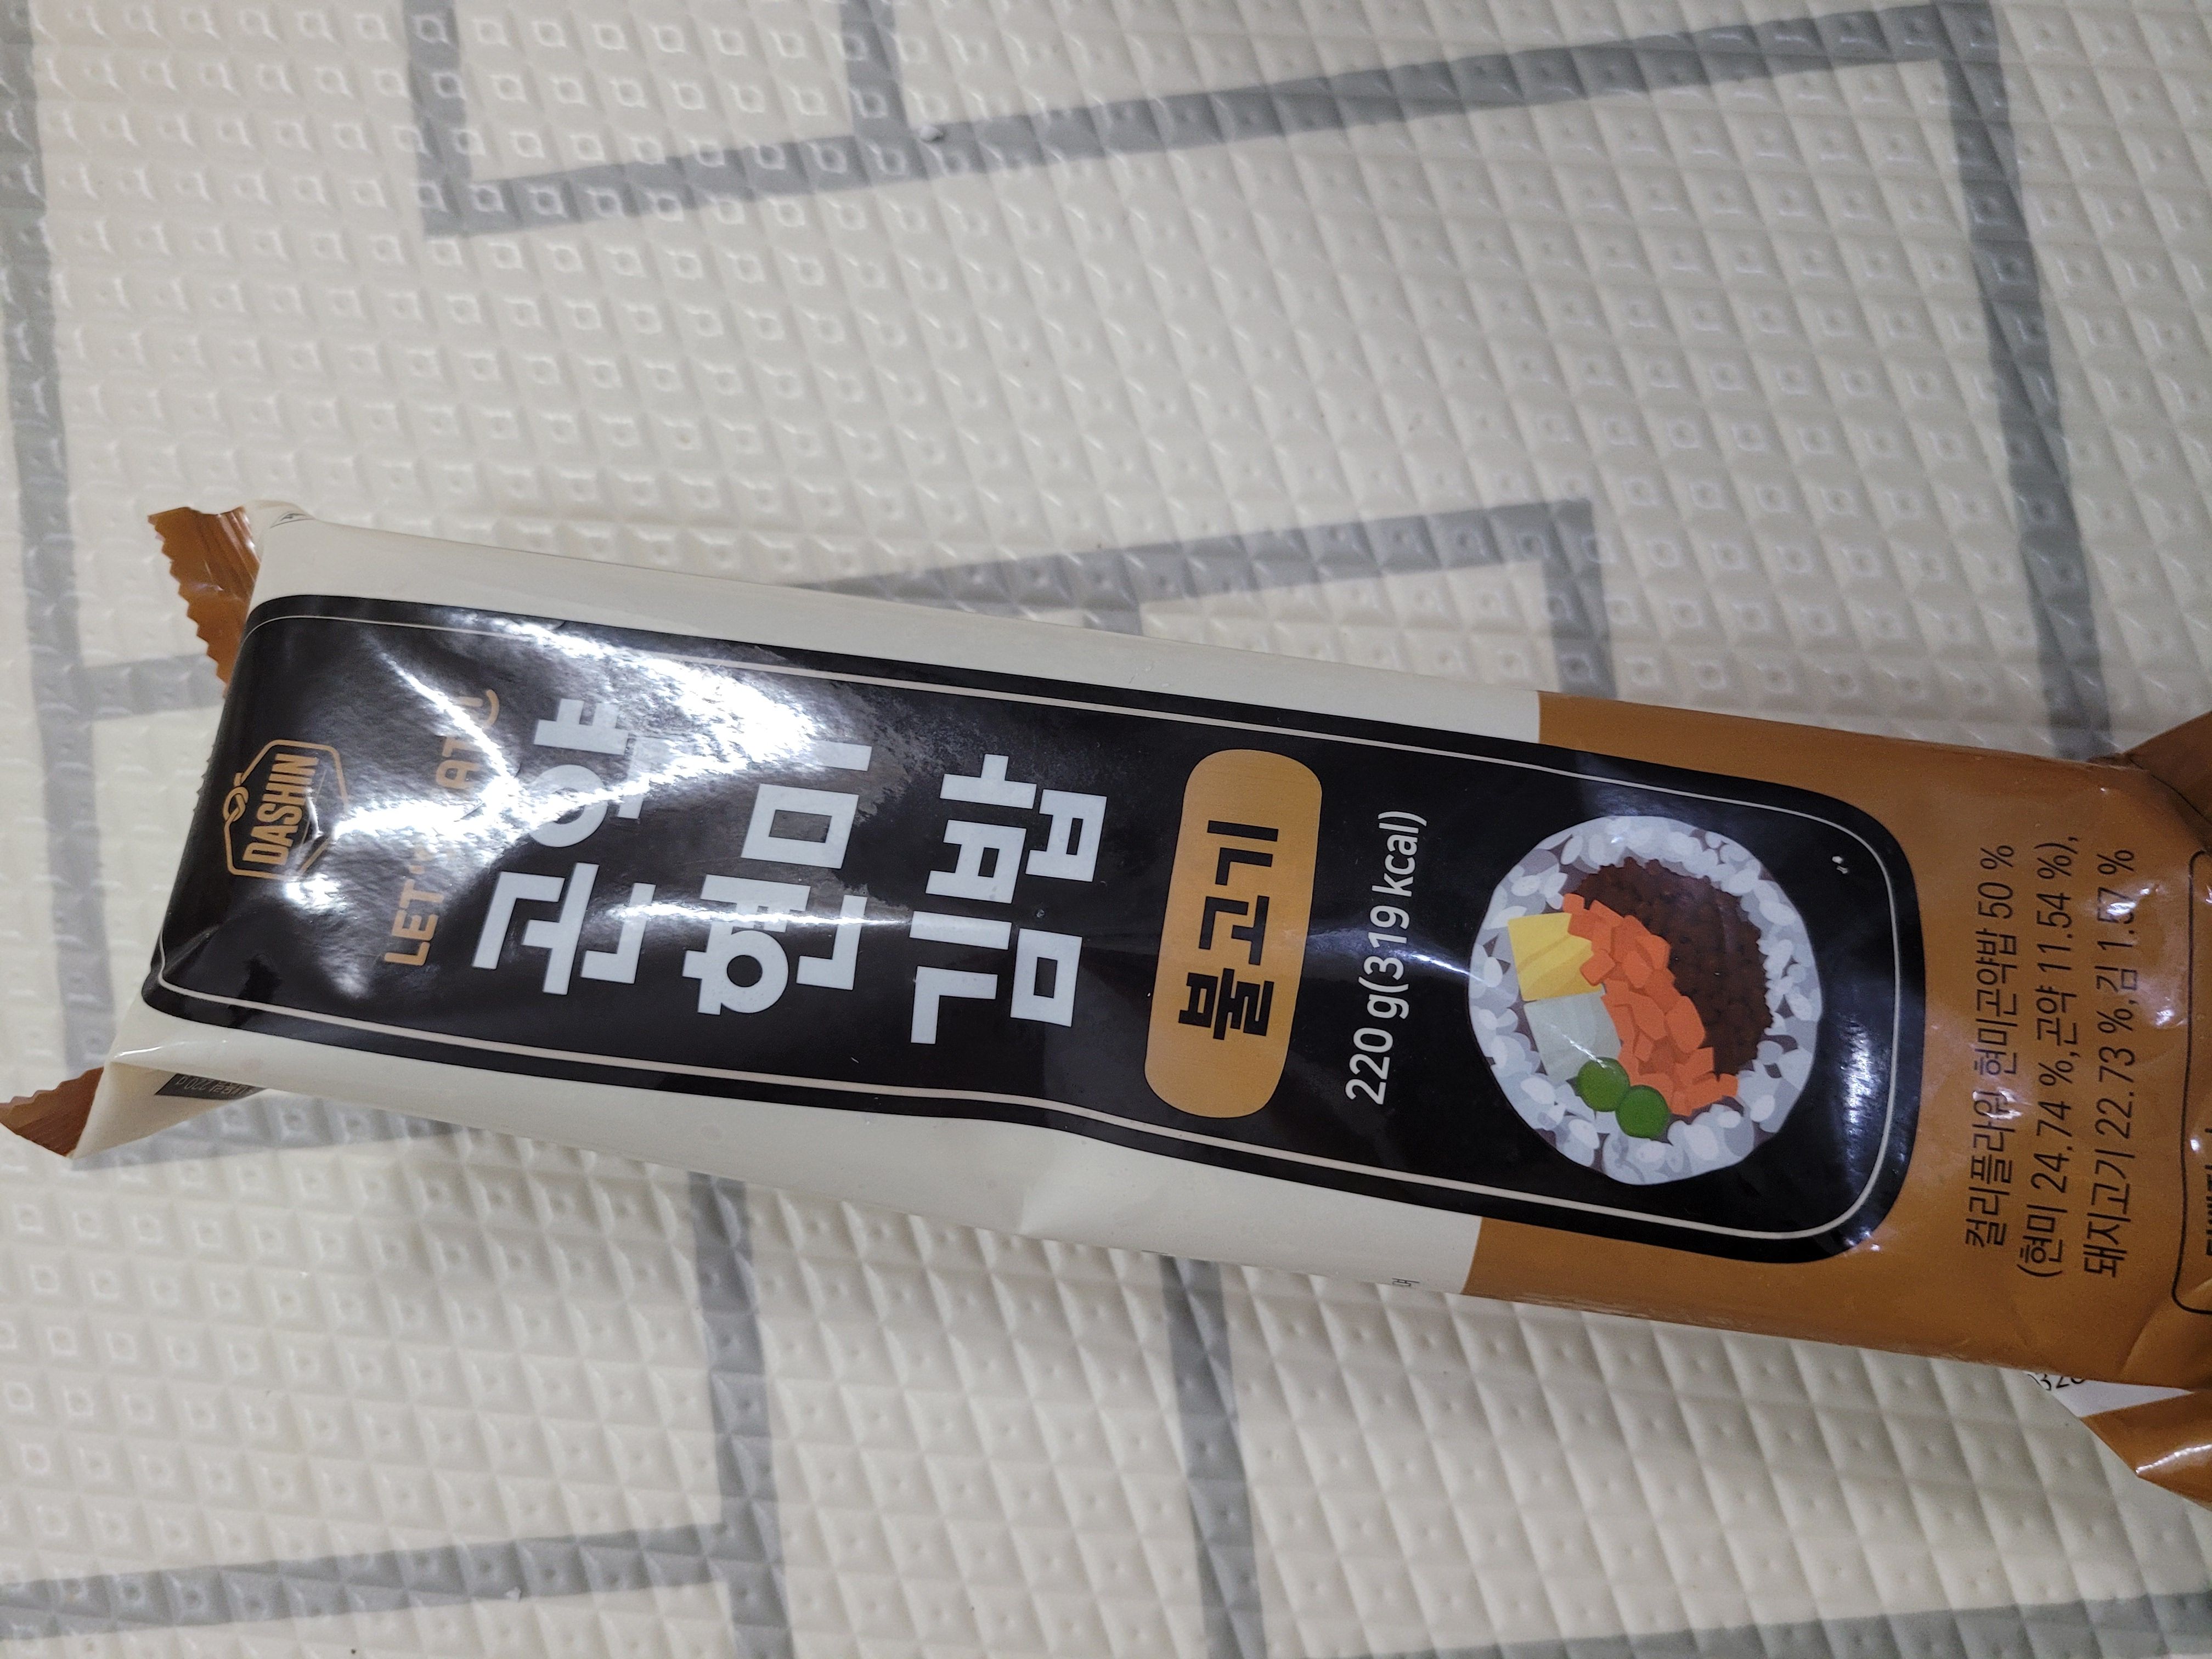 DASHIN
곤약
현미
김밥
불고기
220 g(319 kcal)
컬리플라워 현미곤약밥 50 %
(현미 24.74 %,곤약 11.54 %),
돼지고기 22.73 %,김 1.57 %